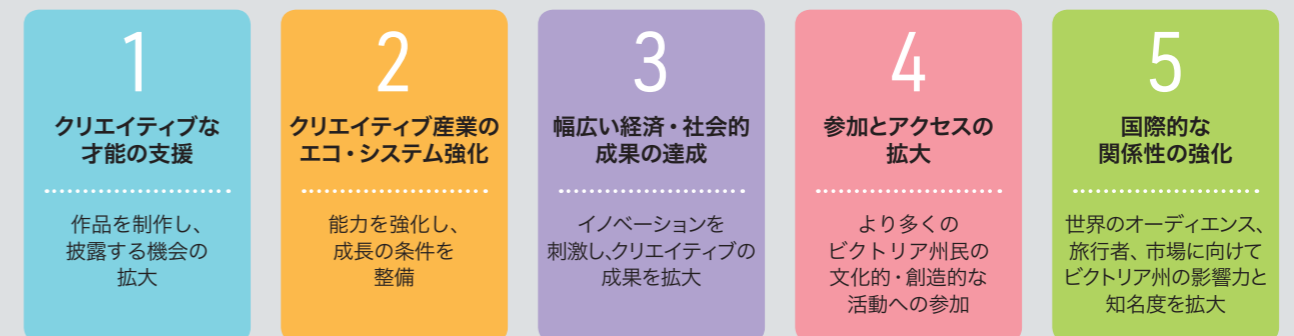 1
クリエイティブな
才能の支援
作品を制作し、
披露する機会の
拡大
2
クリエイティブ産業の
エコ・システム強化
能力を強化し、
成長の条件を
整備
3
幅広い経済・社会的
成果の達成
イノベーションを
刺激し、クリエイティブの
成果を拡大
4
参加とアクセスの
拡大
より多くの
ビクトリア州民の
文化的・創造的な
活動への参加
5
国際的な
関係性の強化
世界のオーディエンス、
旅行者、市場に向けて
ビクトリア州の影響力と
知名度を拡大